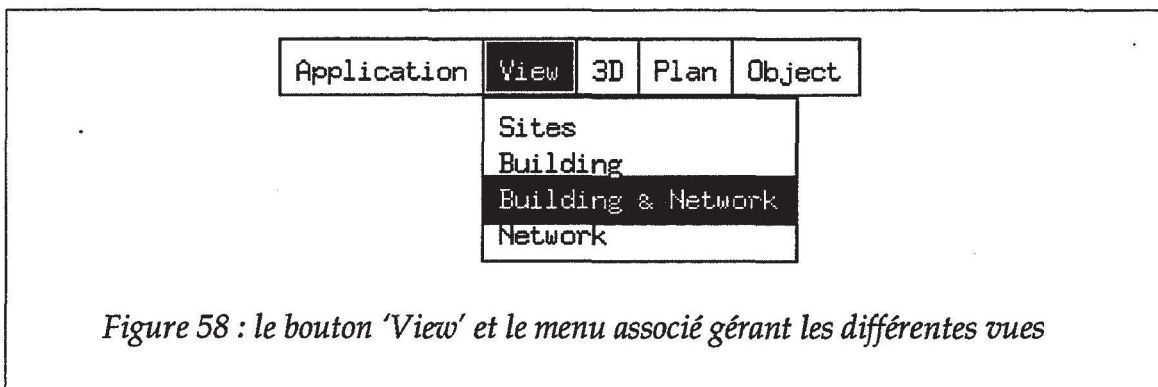 Application View 3D Plan Object
Sites
Building
Building & Network
Network
Figure 58 : le bouton ‘View’ et le menu associé gérant les différentes vues